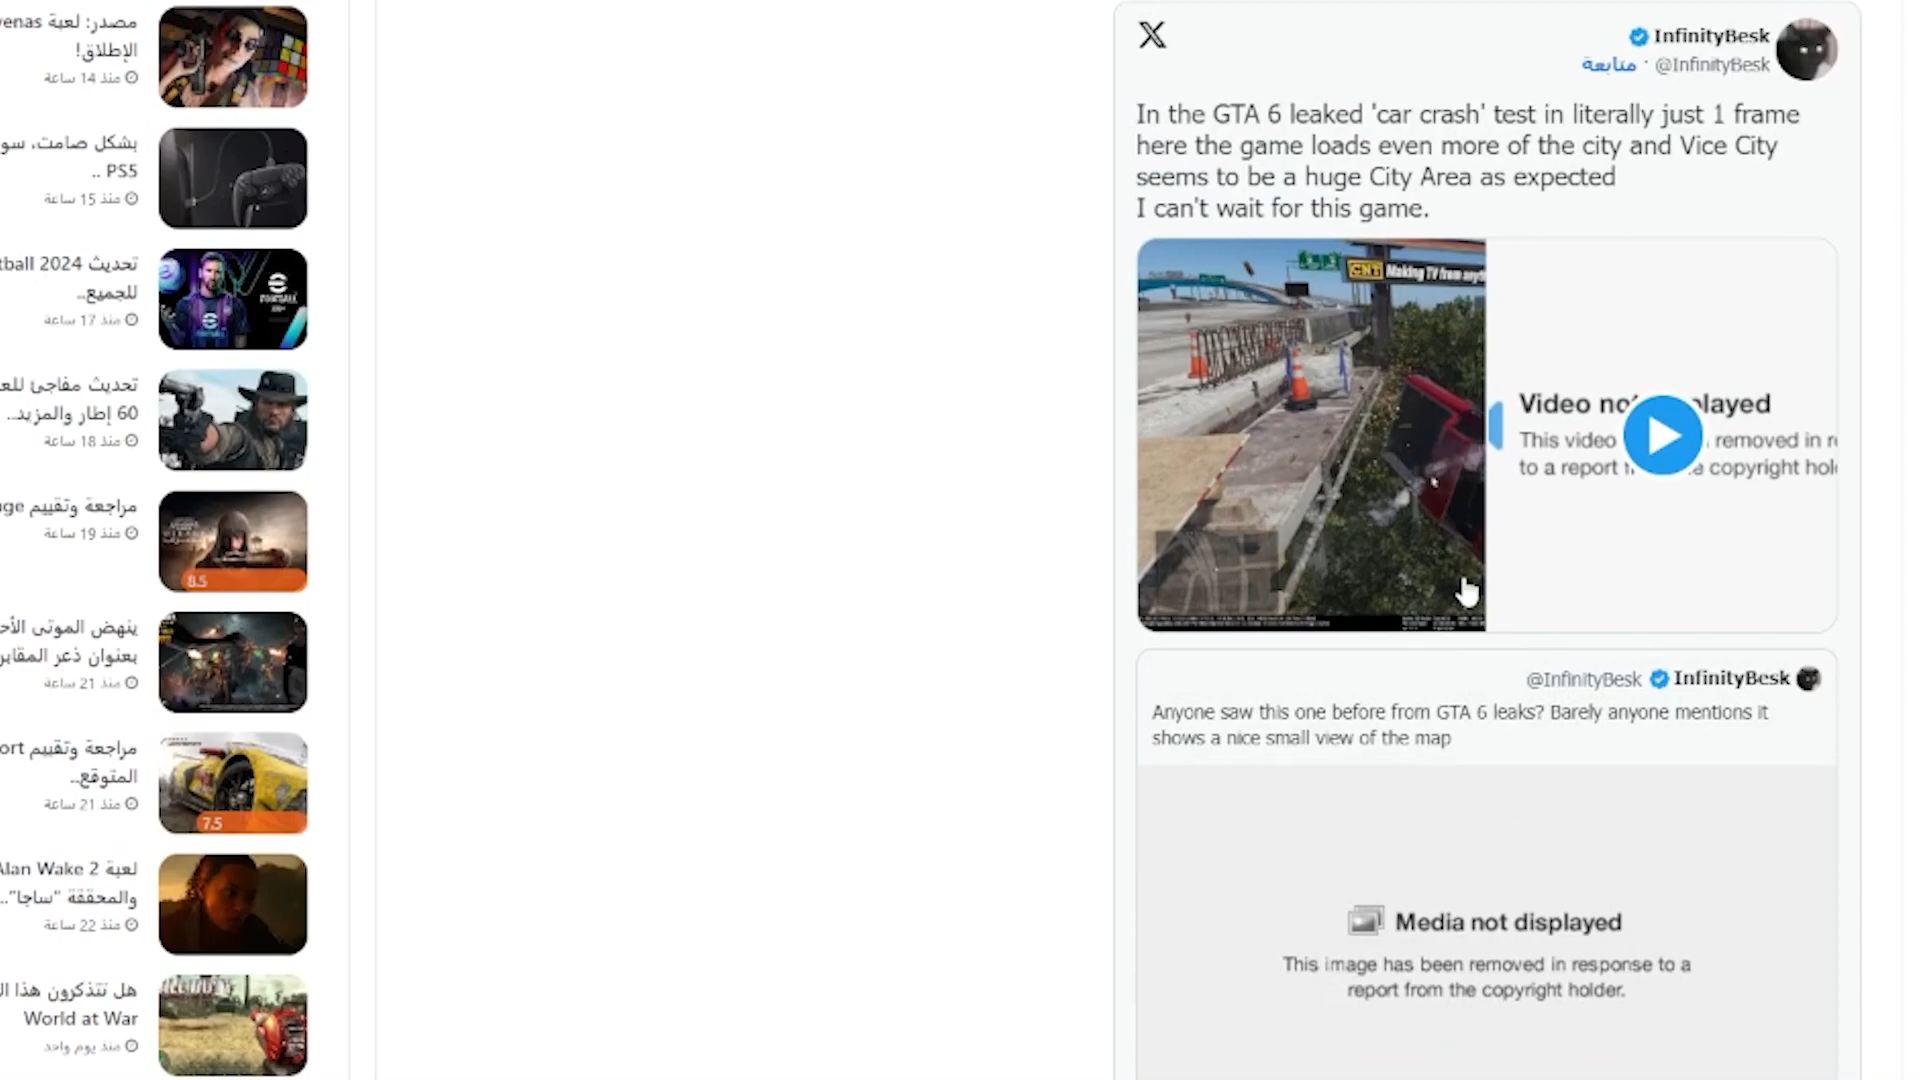 مصدر: لعبة
الإطلاق!
منذ 14 ساعة
بشكل صامت، سو
PS5 ..
منذ 15 ساعة
تحديث 2024 tball
للجميع..
منذ 17 ساعة
تحديث مفاجئ للع
60 إطار والمزيد..
منذ 18 ساعة
مراجعة وتقييم
منذ 19 ساعة
8.5
ينهض الموتى الأح
بعنوان ذعر المقابر
منذ 21 ساعة
مراجعة وتقييم ort
المتوقع..
منذ 21 ساعة
7.5
لعبة Alan Wake 2
والمحققة "ساجا"..
منذ 22 ساعة
هل تتذكرون هذا ال
World at War
منذ يوم واحد
InfinityBesk
@InfinityBesk · متابعة
In the GTA 6 leaked 'car crash' test in literally just 1 frame
here the game loads even more of the city and Vice City
seems to be a huge City Area as expected
I can't wait for this game.
CNT Making TV from
Video not played
This video removed in
to a report copyright
InfinityBesk @InfinityBesk
Anyone saw this one before from GTA 6 leaks? Barely anyone mentions it
shows a nice small view of the map
Media not displayed
This image has been removed in response to a
report from the copyright holder.